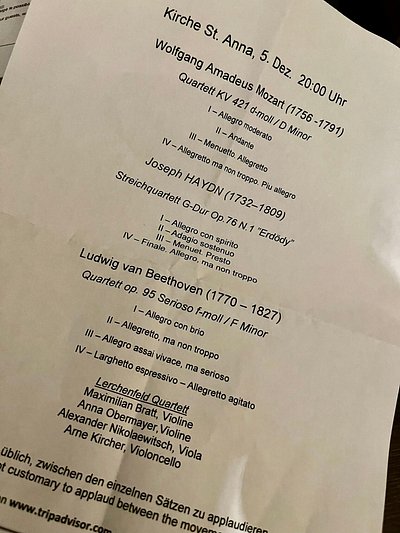 Kirche St. Anna, 5. Dez. 20:00 Uhr
Wolfgang Amadeus Mozart (1756 -1791)
Quartett KV 421 d-moll / D Minor
I – Allegro moderato
II – Andante
III – Menuetto. Allegretto
IV – Allegretto ma non troppo. Più allegro
Joseph HAYDN (1732–1809)
Streichquartett G-Dur Op.76 N.1 "Erdödy"
I – Allegro con spirito
II – Adagio sostenuto
III – Menuet. Presto
IV – Finale. Allegro, ma non troppo
Ludwig van Beethoven (1770 – 1827)
Quartett op. 95 Serioso f-moll / F Minor
I – Allegro con brio
II – Allegretto, ma non troppo
III – Allegro assai vivace, ma serioso
IV – Larghetto espressivo – Allegretto agitato
Lerchenfeld Quartett
Maximilian Bratt, Violine
Anna Obermayer,Violine
Alexander Nikolaewitsch, Viola
Arne Kircher, Violoncello
üblich, zwischen den einzelnen Sätzen zu applaudieren
customary to applaud between the
www.tripadvisor.com